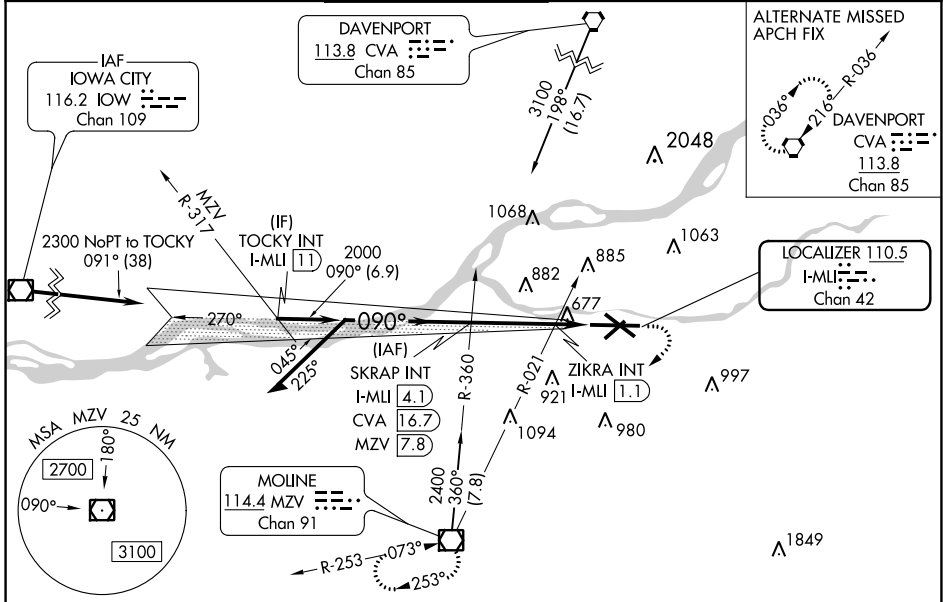 IAF
IOWA CITY
116.2 IOW
Chan 109
DAVENPORT
113.8 CVA
Chan 85
3100
198°
(16.7)
ALTERNATE MISSED
APCH FIX
R-036
036°
216°
DAVENPORT
CVA
113.8
Chan 85
2048
1068
1063
882
885
677
MZV
R-317
2300 NoPT to TOCKY
091° (38)
(IF)
TOCKY INT
I-MLI 11
2000
090° (6.9)
LOCALIZER 110.5
I-MLI
Chan 42
270°
090°
045°
225°
(IAF)
SKRAP INT
I-MLI 4.1
CVA 16.7
MZV 7.8
R-360
R-021
ZIKRA INT
I-MLI 1.1
921
997
1094
980
MSA MZV 25 NM
2700
180°
090°
3100
MOLINE
114.4 MZV
Chan 91
2400
360°
(7.8)
R-253
073°
253°
1849